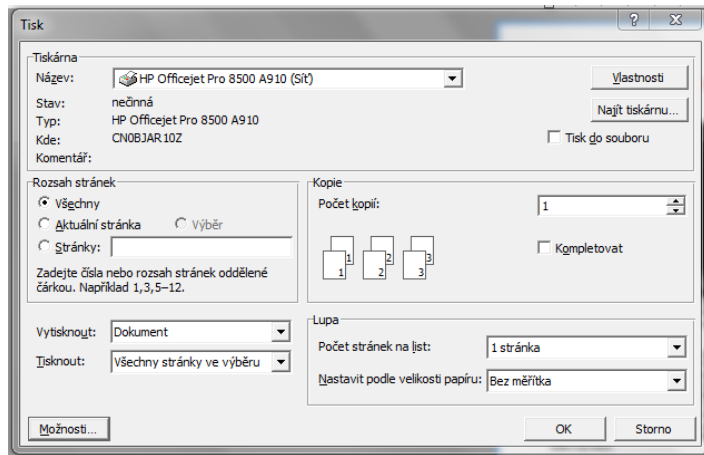 Tisk
Tiskárna
Název: HP Officejet Pro 8500 A910 (Síť)
Vlastnosti
Stav: nečinná
Typ: HP Officejet Pro 8500 A910
Najít tiskárnu...
Kde: CN0BJAR10Z
Tisk do souboru
Komentář:
Rozsah stránek
Všechny
Aktuální stránka Výběr
Stránky:
Zadejte čísla nebo rozsah stránek oddělené
čárkou. Například 1,3,5–12.
Kopie
Počet kopií: 1
1 1 2 2 3 3
Kompletovat
Vytisknout: Dokument
Tisknout: Všechny stránky ve výběru
Lupa
Počet stránek na list: 1 stránka
Nastavit podle velikosti papíru: Bez měřítka
Možnosti...
OK Storno